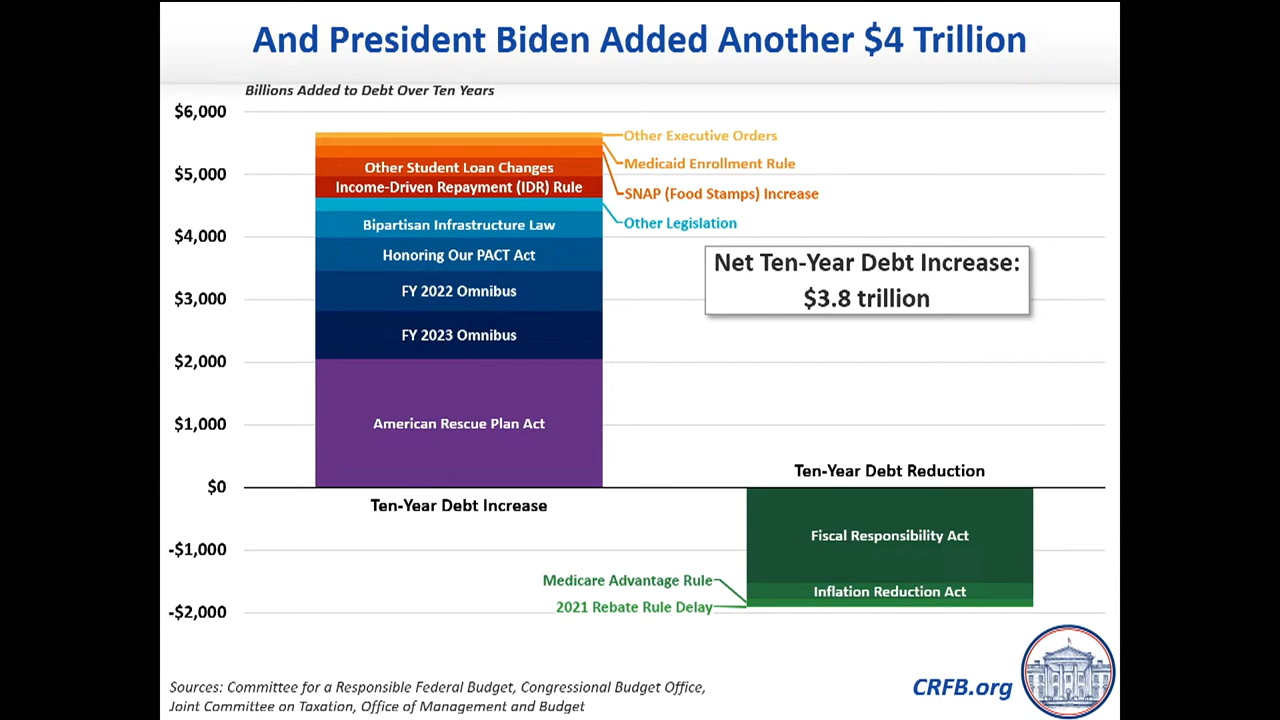 And President Biden Added Another $4 Trillion
Billions Added to Debt Over Ten Years
$6,000
$5,000
$4,000
$3,000
$2,000
$1,000
$0
-$1,000
-$2,000
Other Student Loan Changes
Income-Driven Repayment (IDR) Rule
Bipartisan Infrastructure Law
Honoring Our PACT Act
FY 2022 Omnibus
FY 2023 Omnibus
American Rescue Plan Act
Other Executive Orders
Medicaid Enrollment Rule
SNAP (Food Stamps) Increase
Other Legislation
Net Ten-Year Debt Increase:
$3.8 trillion
Ten-Year Debt Increase
Ten-Year Debt Reduction
Fiscal Responsibility Act
Inflation Reduction Act
Medicare Advantage Rule
2021 Rebate Rule Delay
Sources: Committee for a Responsible Federal Budget, Congressional Budget Office,
Joint Committee on Taxation, Office of Management and Budget
CRFB.org